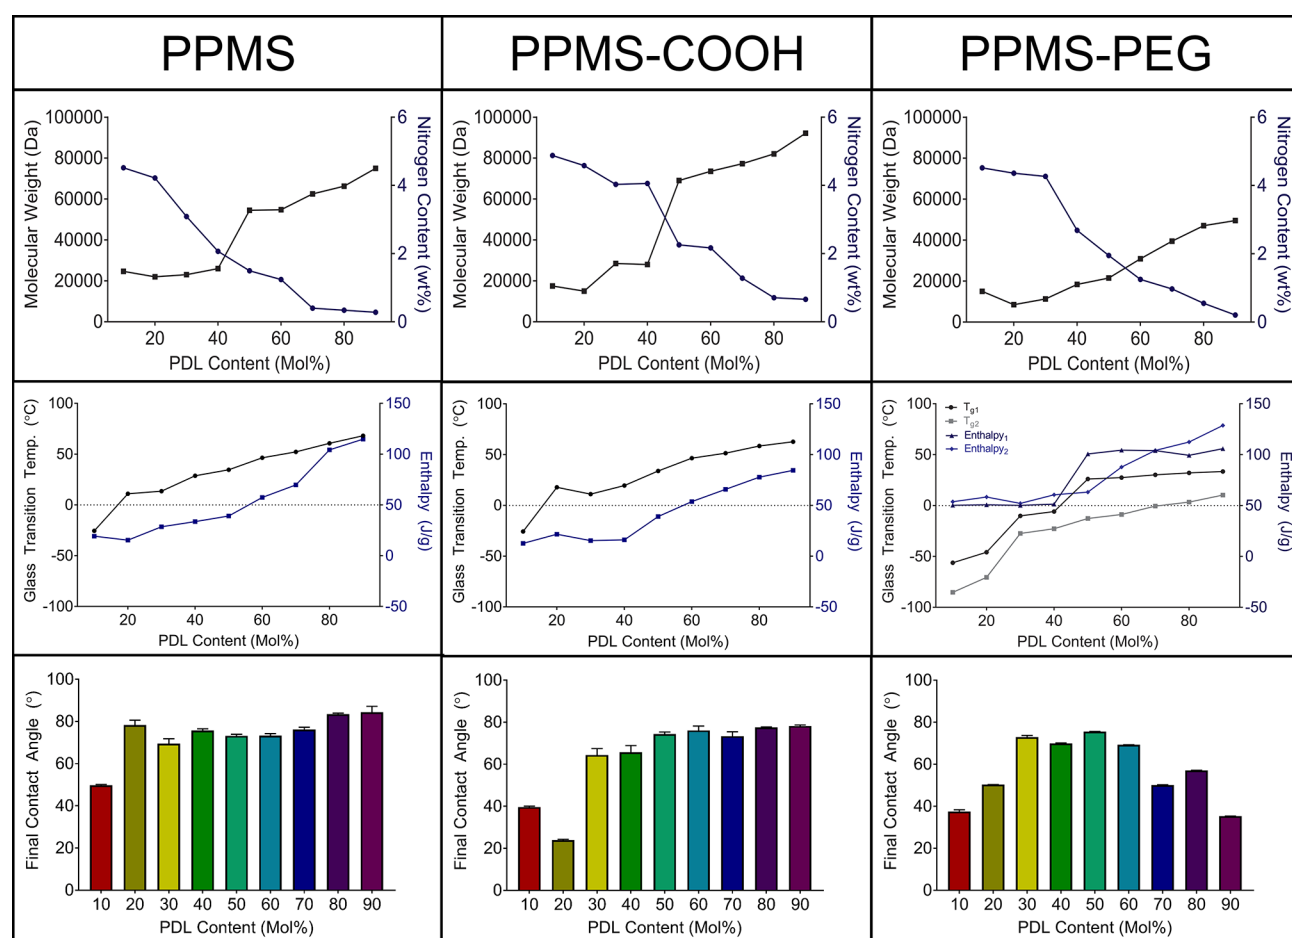 PPMS
PPMS-COOH
PPMS-PEG
Molecular Weight (Da)
100000
80000
60000
40000
20000
0
6
4
2
0
Nitrogen Content (wt%)
20 40 60 80
PDL Content (Mol%)
Molecular Weight (Da)
100000
80000
60000
40000
20000
0
6
4
2
0
Nitrogen Content (wt%)
20 40 60 80
PDL Content (Mol%)
Molecular Weight (Da)
100000
80000
60000
40000
20000
0
6
4
2
0
Nitrogen Content (wt%)
20 40 60 80
PDL Content (Mol%)
Glass Transition Temp. (°C)
100
50
0
-50
-100
150
100
50
0
-50
Enthalpy (J/g)
20 40 60 80
PDL Content (Mol%)
Glass Transition Temp. (°C)
100
50
0
-50
-100
150
100
50
0
-50
Enthalpy (J/g)
20 40 60 80
PDL Content (Mol%)
Glass Transition Temp. (°C)
100
50
0
-50
-100
Tg1
Tg2
Enthalpy1
Enthalpy2
150
100
50
0
-50
Enthalpy (J/g)
20 40 60 80
PDL Content (Mol%)
Final Contact Angle (°)
100
80
60
40
20
0
10 20 30 40 50 60 70 80 90
PDL Content (Mol%)
Final Contact Angle (°)
100
80
60
40
20
0
10 20 30 40 50 60 70 80 90
PDL Content (Mol%)
Final Contact Angle (°)
100
80
60
40
20
0
10 20 30 40 50 60 70 80 90
PDL Content (Mol%)